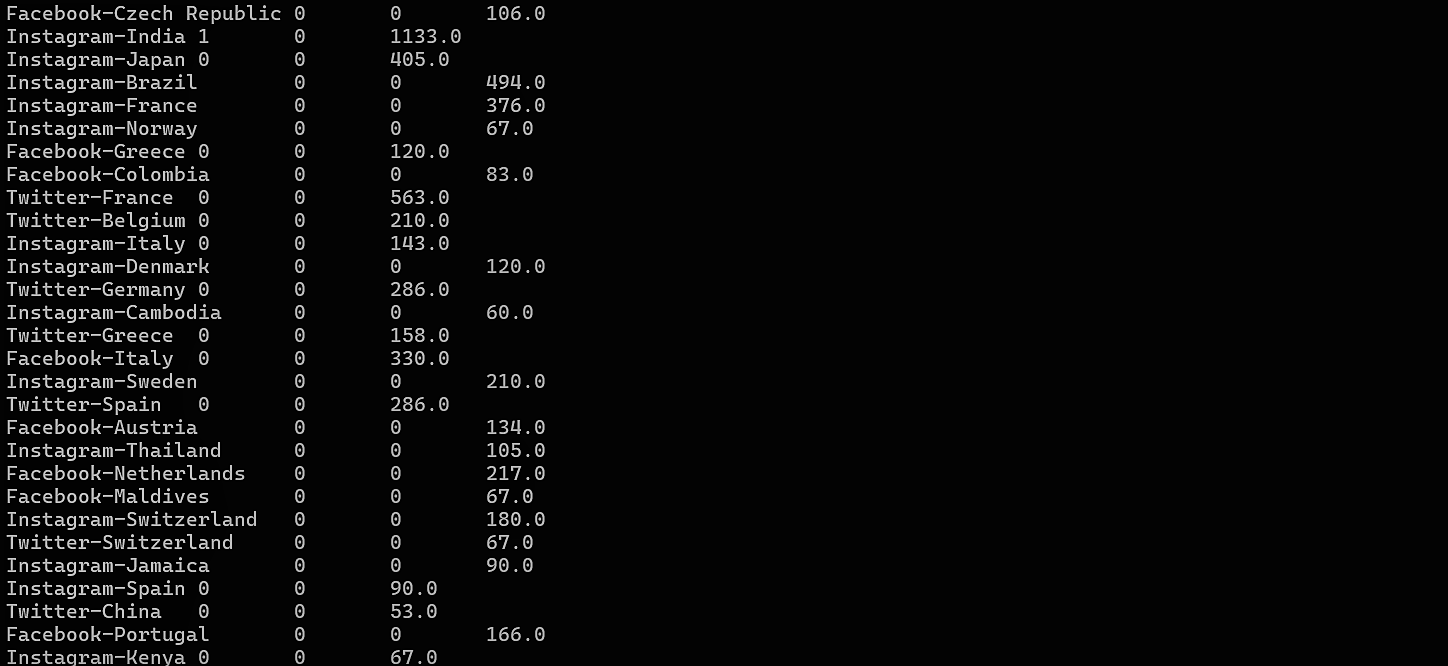 Facebook-Czech Republic 0 0 106.0
Instagram-India 1 0 1133.0
Instagram-Japan 0 0 405.0
Instagram-Brazil 0 0 494.0
Instagram-France 0 0 376.0
Instagram-Norway 0 0 67.0
Facebook-Greece 0 0 120.0
Facebook-Colombia 0 0 83.0
Twitter-France 0 0 563.0
Twitter-Belgium 0 0 210.0
Instagram-Italy 0 0 143.0
Instagram-Denmark 0 0 120.0
Twitter-Germany 0 0 286.0
Instagram-Cambodia 0 0 60.0
Twitter-Greece 0 0 158.0
Facebook-Italy 0 0 330.0
Instagram-Sweden 0 0 210.0
Twitter-Spain 0 0 286.0
Facebook-Austria 0 0 134.0
Instagram-Thailand 0 0 105.0
Facebook-Netherlands 0 0 217.0
Facebook-Maldives 0 0 67.0
Instagram-Switzerland 0 0 180.0
Twitter-Switzerland 0 0 67.0
Instagram-Jamaica 0 0 90.0
Instagram-Spain 0 0 90.0
Twitter-China 0 0 53.0
Facebook-Portugal 0 0 166.0
Instagram-Kenya 0 0 67.0